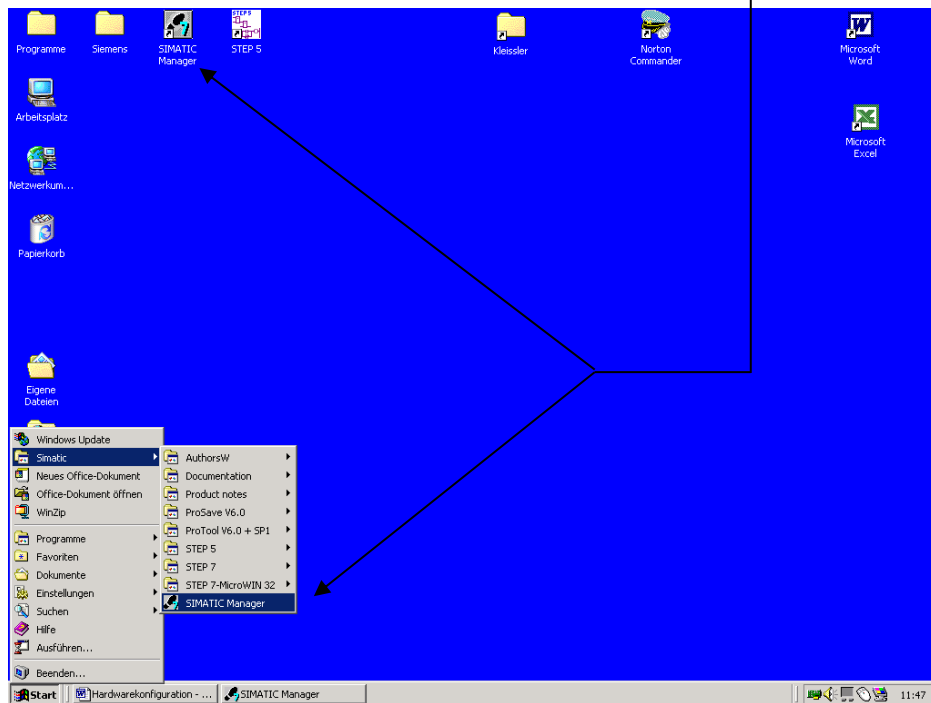 STEP5
Programme
Siemens
SIMATIC
Manager
STEP 5
Kleissler
Norton
Commander
Microsoft
Word
Arbeitsplatz
Microsoft
Excel
Netzwerkum...
Papierkorb
Eigene
Dateien
Windows Update
Simatic
Neues Office-Dokument
Office-Dokument öffnen
WinZip
Programme
Favoriten
Dokumente
Einstellungen
Suchen
Hilfe
Ausführen...
Beenden...
AuthorsW
Documentation
Product notes
ProSave V6.0
ProTool V6.0 + SP1
STEP 5
STEP 7
STEP 7-MicroWIN 32
SIMATIC Manager
Start
Hardwarekonfiguration - ...
SIMATIC Manager
11:47